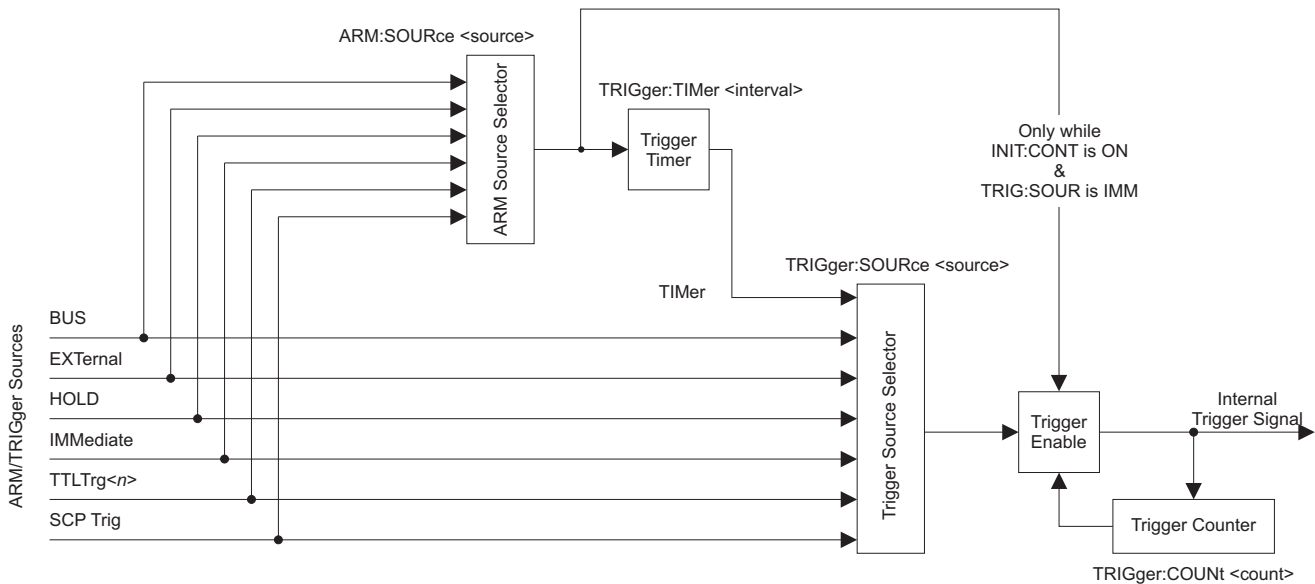 ARM:SOURce <source>
ARM Source Selector
TRIGger:TIMer <interval>
Trigger
Timer
Only while
INIT:CONT is ON
&
TRIG:SOUR is IMM
TRIGger:SOURce <source>
TIMer
ARM/TRIGger Sources
BUS
EXTernal
HOLD
IMMediate
TTLTrg<n>
SCP Trig
Trigger Source Selector
Trigger
Enable
Internal
Trigger Signal
Trigger Counter
TRIGger:COUNt <count>